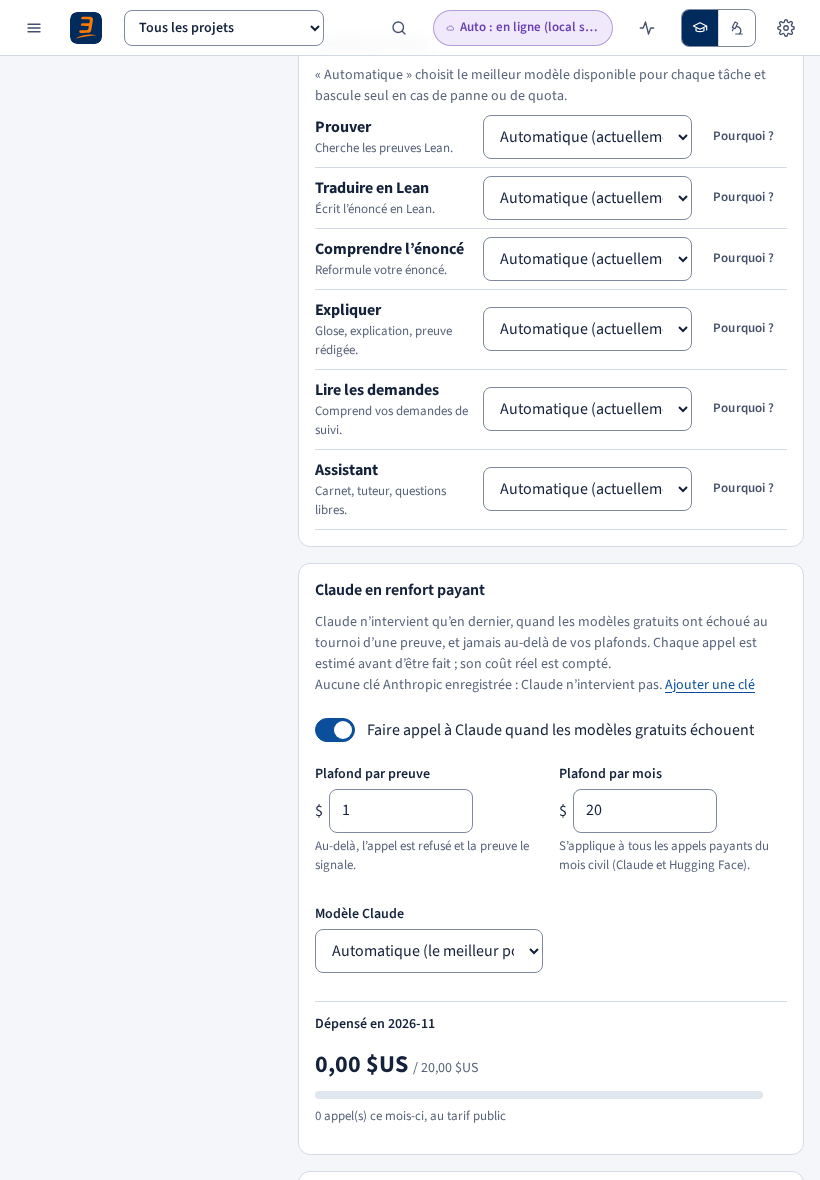 Tous les projets
Auto : en ligne (local s…
« Automatique » choisit le meilleur modèle disponible pour chaque tâche et
bascule seul en cas de panne ou de quota.
Prouver
Cherche les preuves Lean.
Automatique (actuellem
Pourquoi ?
Traduire en Lean
Écrit l’énoncé en Lean.
Automatique (actuellem
Pourquoi ?
Comprendre l’énoncé
Reformule votre énoncé.
Automatique (actuellem
Pourquoi ?
Expliquer
Glose, explication, preuve
rédigée.
Automatique (actuellem
Pourquoi ?
Lire les demandes
Comprend vos demandes de
suivi.
Automatique (actuellem
Pourquoi ?
Assistant
Carnet, tuteur, questions
libres.
Automatique (actuellem
Pourquoi ?
Claude en renfort payant
Claude n’intervient qu’en dernier, quand les modèles gratuits ont échoué au
tournoi d’une preuve, et jamais au-delà de vos plafonds. Chaque appel est
estimé avant d’être fait ; son coût réel est compté.
Aucune clé Anthropic enregistrée : Claude n’intervient pas. Ajouter une clé
Faire appel à Claude quand les modèles gratuits échouent
Plafond par preuve
$ 1
Au-delà, l’appel est refusé et la preuve le
signale.
Plafond par mois
$ 20
S’applique à tous les appels payants du
mois civil (Claude et Hugging Face).
Modèle Claude
Automatique (le meilleur po
Dépensé en 2026-11
0,00 $US / 20,00 $US
0 appel(s) ce mois-ci, au tarif public